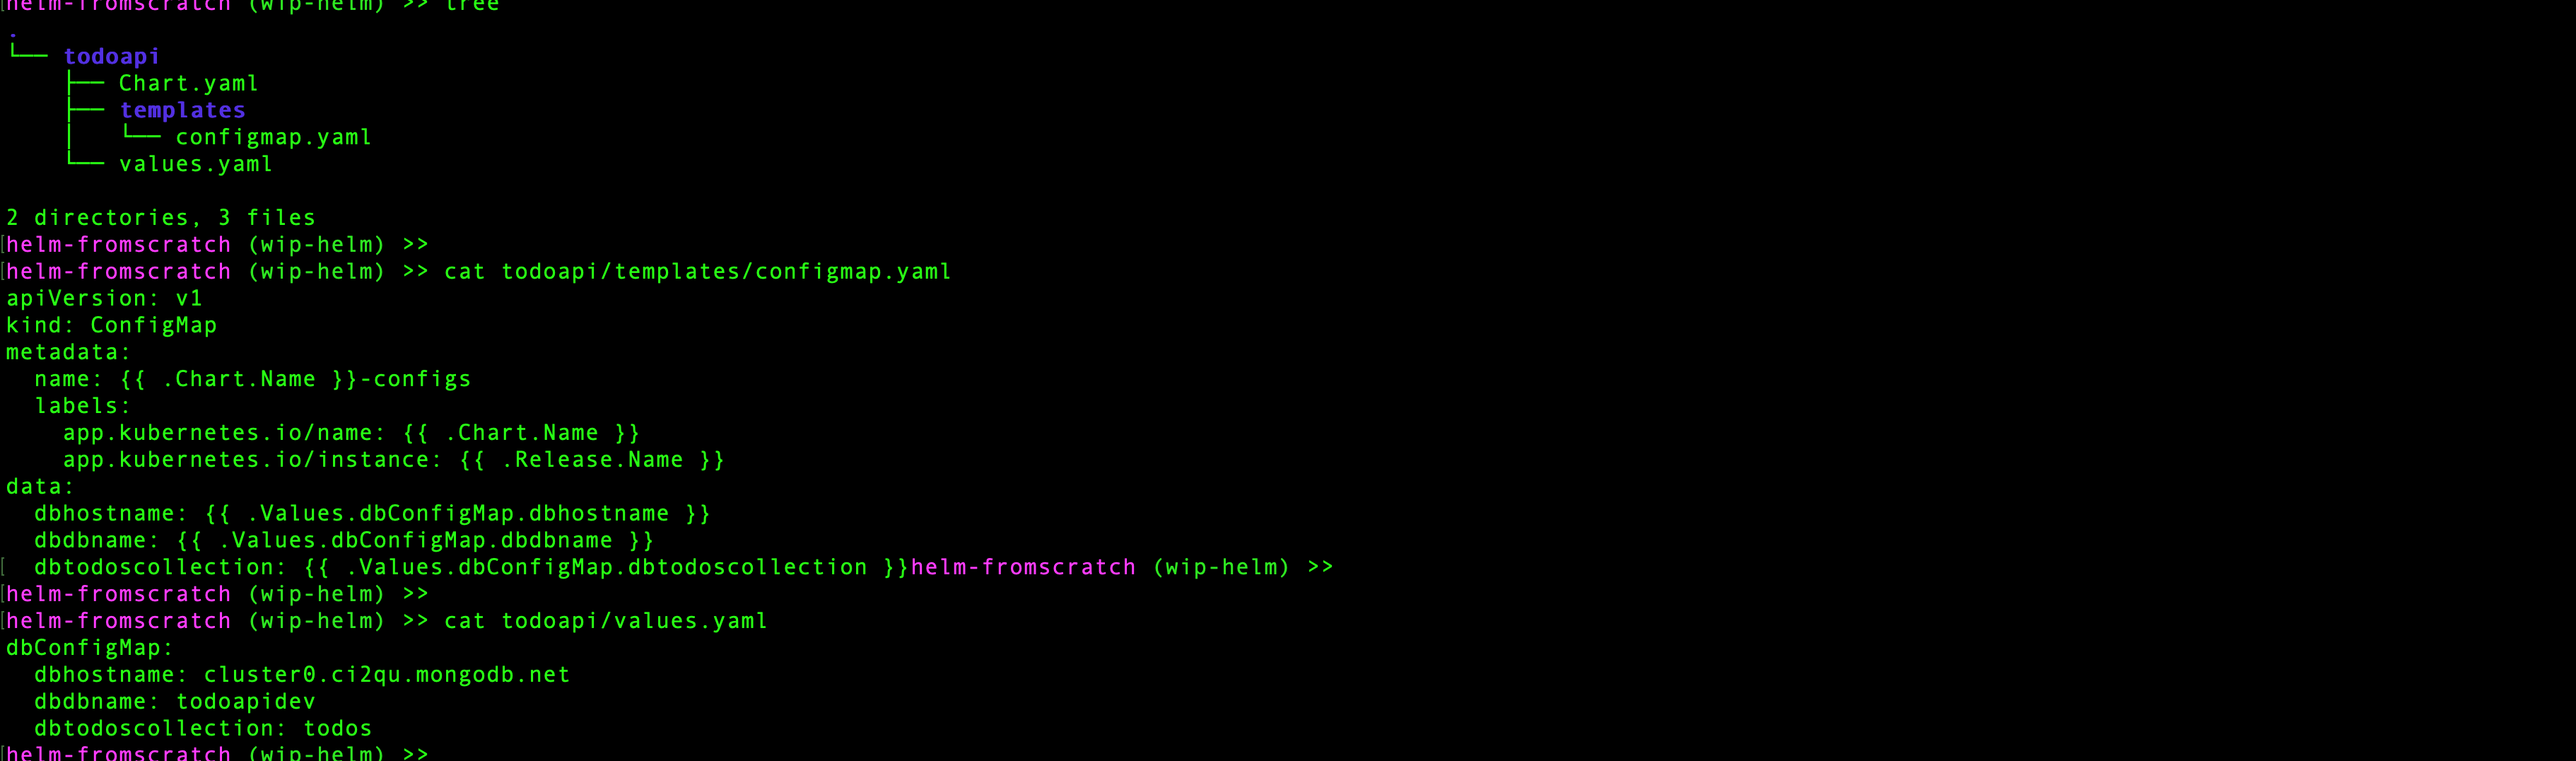 helm-fromscratch (wip-helm) >> tree
.
└── todoapi
    ├── Chart.yaml
    ├── templates
    │   └── configmap.yaml
    └── values.yaml

2 directories, 3 files
[helm-fromscratch (wip-helm) >>
[helm-fromscratch (wip-helm) >> cat todoapi/templates/configmap.yaml
apiVersion: v1
kind: ConfigMap
metadata:
  name: {{ .Chart.Name }}-configs
  labels:
    app.kubernetes.io/name: {{ .Chart.Name }}
    app.kubernetes.io/instance: {{ .Release.Name }}
data:
  dbhostname: {{ .Values.dbConfigMap.dbhostname }}
  dbdbname: {{ .Values.dbConfigMap.dbdbname }}
[ dbtodoscollection: {{ .Values.dbConfigMap.dbtodoscollection }}helm-fromscratch (wip-helm) >>
[helm-fromscratch (wip-helm) >>
[helm-fromscratch (wip-helm) >> cat todoapi/values.yaml
dbConfigMap:
  dbhostname: cluster0.ci2qu.mongodb.net
  dbdbname: todoapidev
  dbtodoscollection: todos
[helm-fromscratch (wip-helm) >>